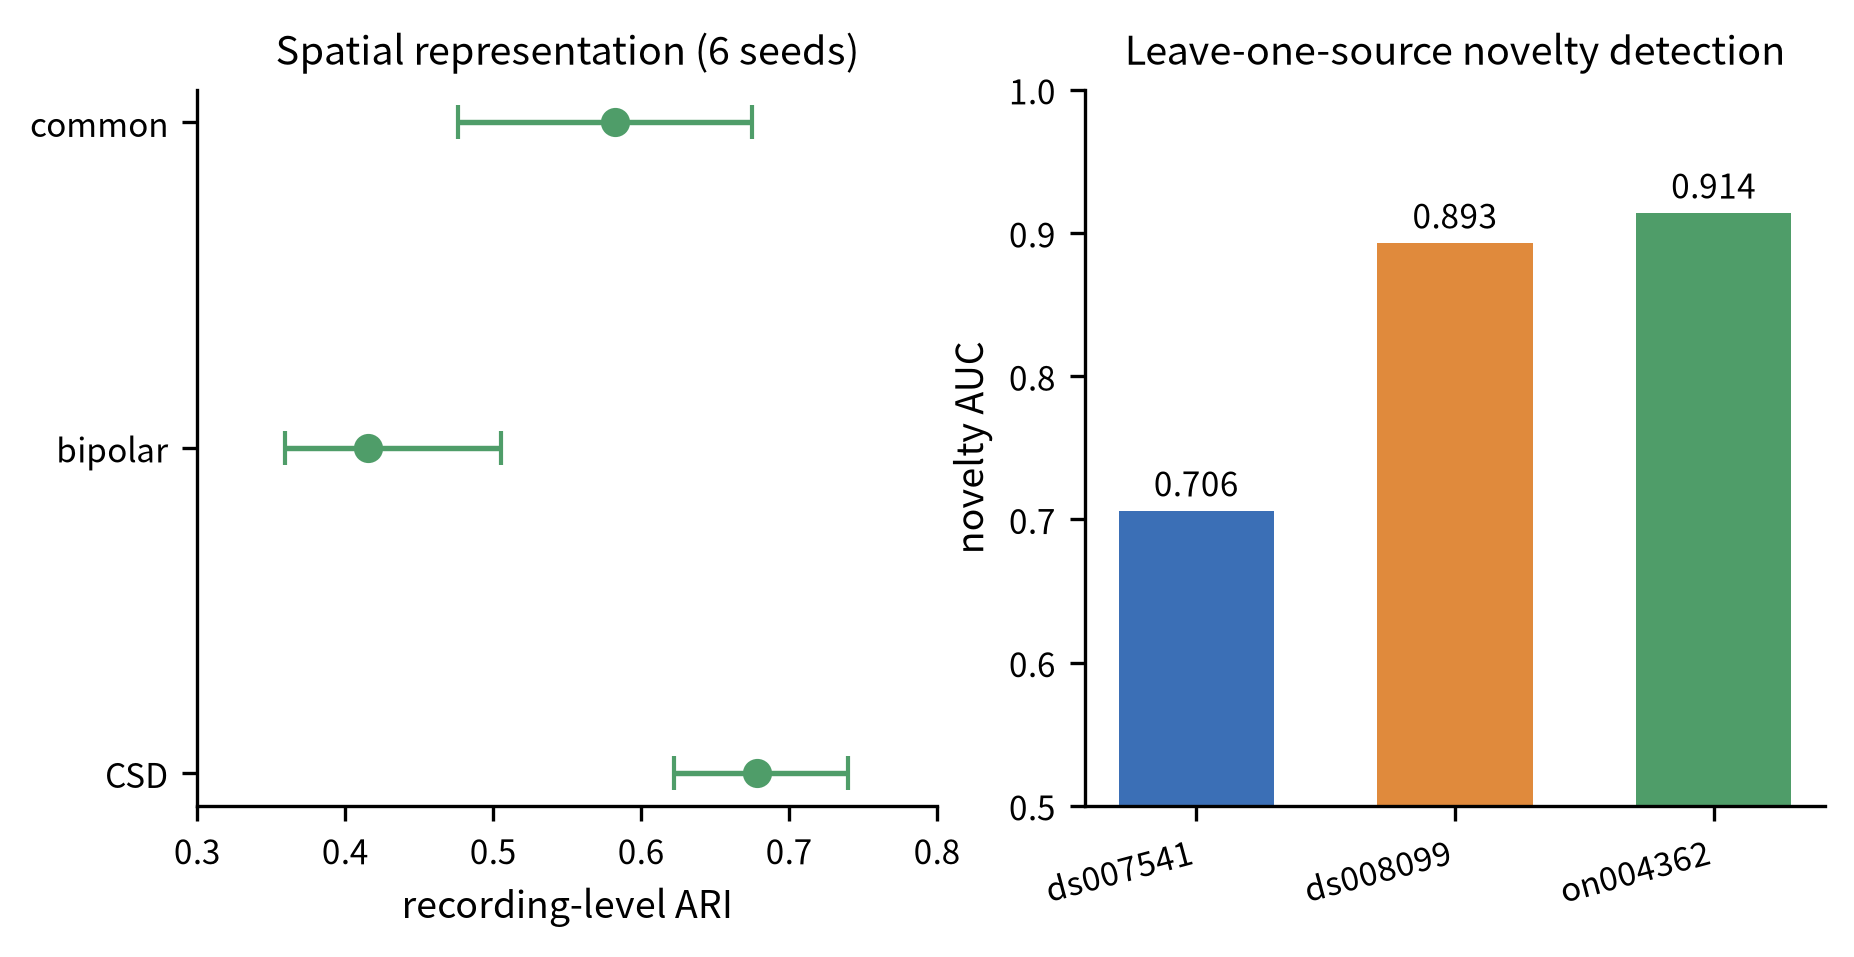 Spatial representation (6 seeds)
common
bipolar
CSD
0.3 0.4 0.5 0.6 0.7 0.8
recording-level ARI
Leave-one-source novelty detection
novelty AUC
1.0
0.9
0.8
0.7
0.6
0.5
0.706
0.893
0.914
ds007541 ds008099 on004362